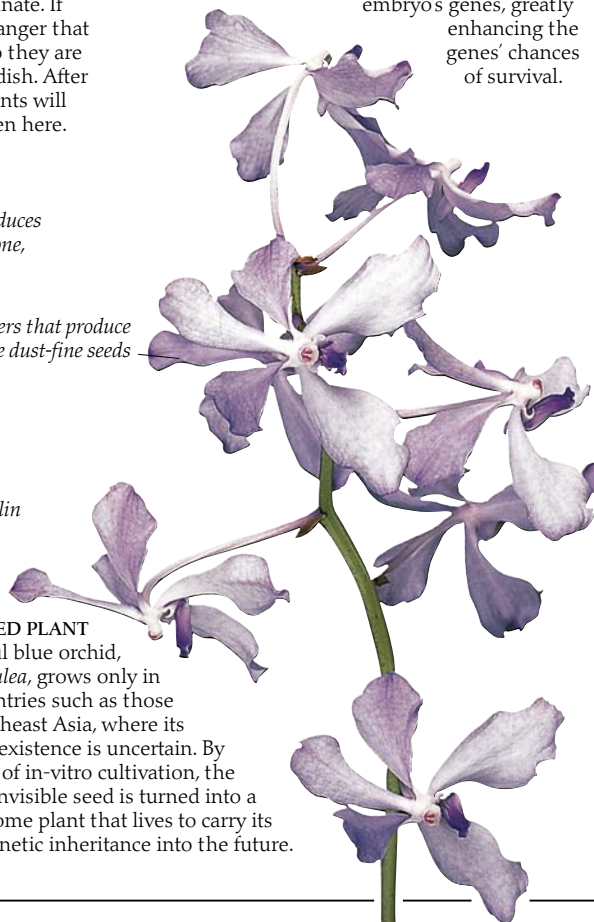 nate. If
anger that
they are
dish. After
nts will
en here.
embryo's genes, greatly
enhancing the
genes' chances
of survival.
duces
one,
ers that produce
e dust-fine seeds
lin
ED PLANT
l blue orchid,
lea, grows only in
ntries such as those
heast Asia, where its
existence is uncertain. By
of in-vitro cultivation, the
nvisible seed is turned into a
ome plant that lives to carry its
netic inheritance into the future.